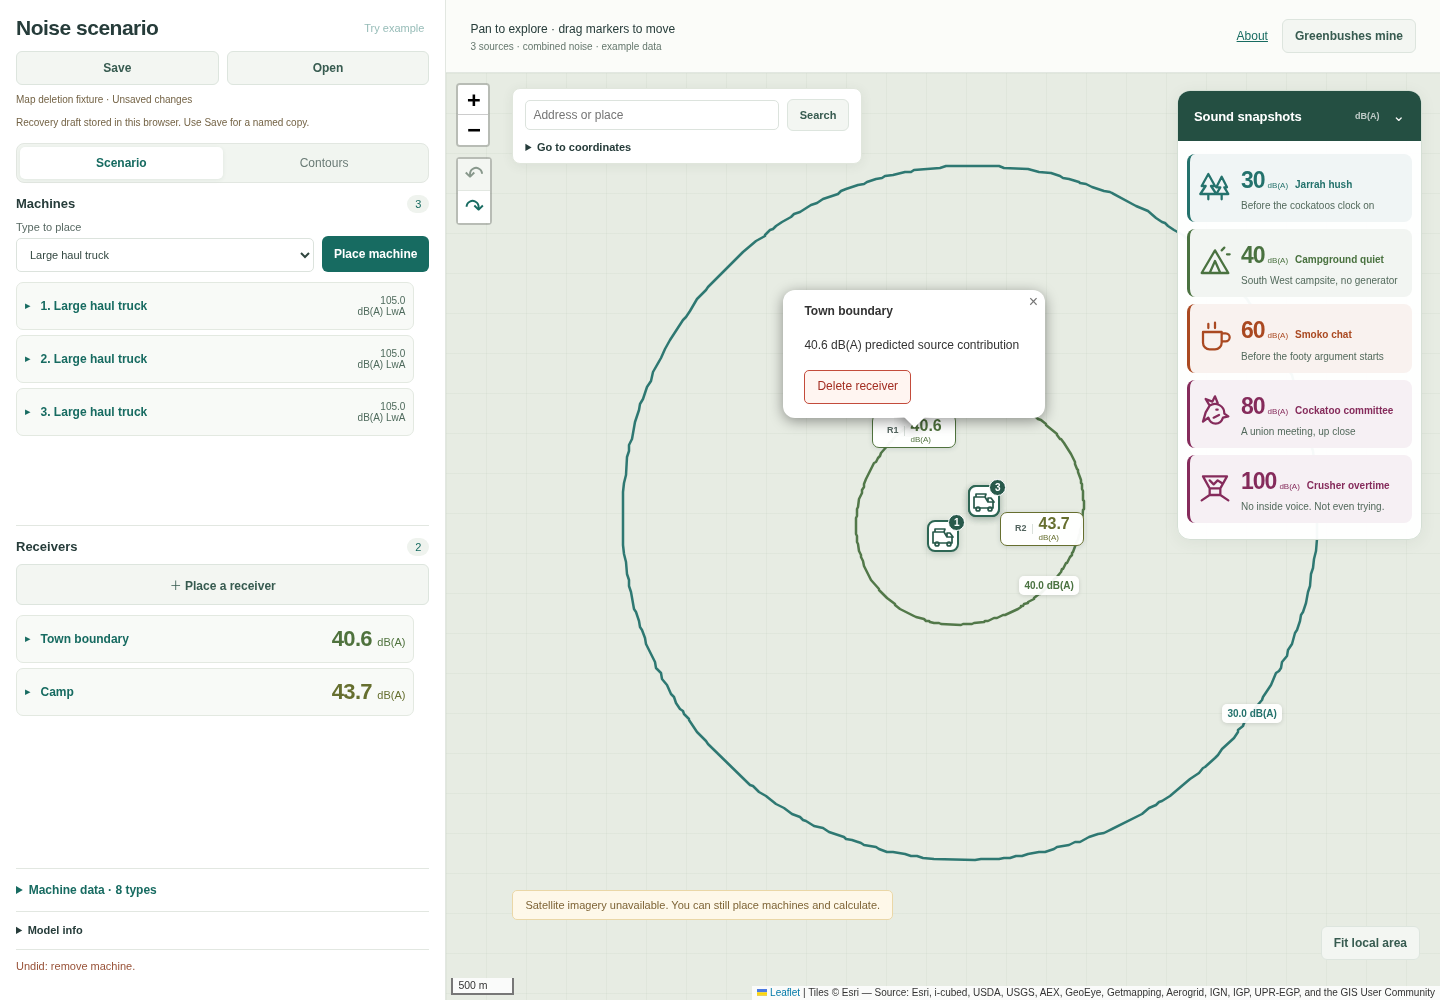 Noise scenario
Try example
Save
Open
Map deletion fixture · Unsaved changes
Recovery draft stored in this browser. Use Save for a named copy.
Scenario
Contours
Machines
3
Type to place
Large haul truck
Place machine
1. Large haul truck
105.0
dB(A) LwA
2. Large haul truck
105.0
dB(A) LwA
3. Large haul truck
105.0
dB(A) LwA
Receivers
2
+ Place a receiver
Town boundary
40.6 dB(A)
Camp
43.7 dB(A)
Machine data · 8 types
Model info
Undid: remove machine.
Pan to explore · drag markers to move
3 sources · combined noise · example data
About
Greenbushes mine
+
−
Address or place
Search
Go to coordinates
Town boundary
×
40.6 dB(A) predicted source contribution
Delete receiver
R1
40.6
dB(A)
3
1
R2
43.7
dB(A)
40.0 dB(A)
30.0 dB(A)
Sound snapshots
dB(A)
30 dB(A) Jarrah hush
Before the cockatoos clock on
40 dB(A) Campground quiet
South West campsite, no generator
60 dB(A) Smoko chat
Before the footy argument starts
80 dB(A) Cockatoo committee
A union meeting, up close
100 dB(A) Crusher overtime
No inside voice. Not even trying.
Satellite imagery unavailable. You can still place machines and calculate.
Fit local area
500 m
Leaflet | Tiles © Esri — Source: Esri, i-cubed, USDA, USGS, AEX, GeoEye, Getmapping, Aerogrid, IGN, IGP, UPR-EGP, and the GIS User Community